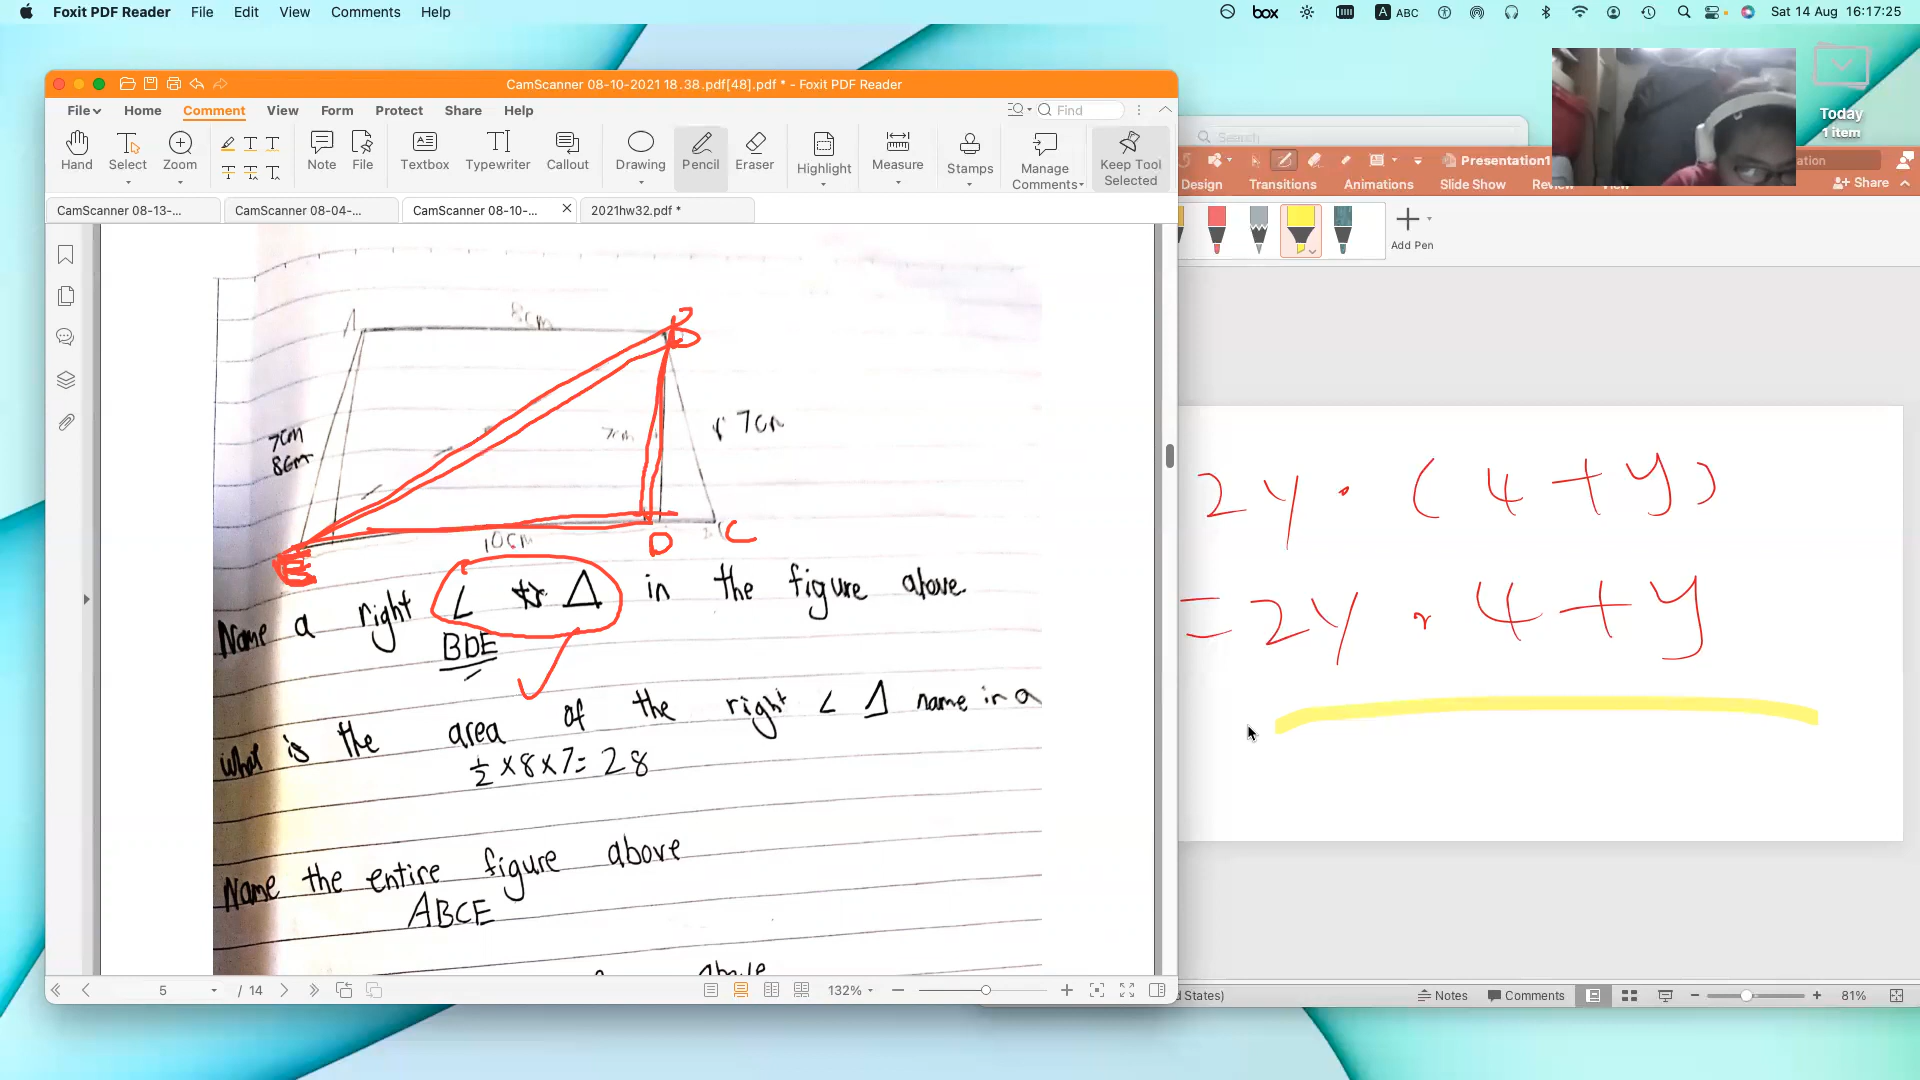 Foxit PDF Reader File Edit View Comments Help
box A ABC Sat 14 Aug 16:17:25
CamScanner 08-10-2021 18.38.pdf[48].pdf * - Foxit PDF Reader
File Home Comment View Form Protect Share Help Find
Hand Select Zoom Note File Textbox Typewriter Callout Drawing Pencil Eraser Highlight Measure Stamps Manage Comments Keep Tool Selected
CamScanner 08-13-... CamScanner 08-04-... CamScanner 08-10-... 2021hw32.pdf *
A 8cm
7cm
8cm
7cm
7cm
10cm
D C
E
Name a right ∠ Δ in the figure above.
BDE
What is the area of the right ∠ Δ name in a
½ x 8 x 7 = 28
Name the entire figure above
ABCE
above
5 / 14 132%
Today
1 item
Search
Presentation1
Design Transitions Animations Slide Show Share
Add Pen
2y · (4 + y)
= 2y · 4 + y
d States) Notes Comments 81%